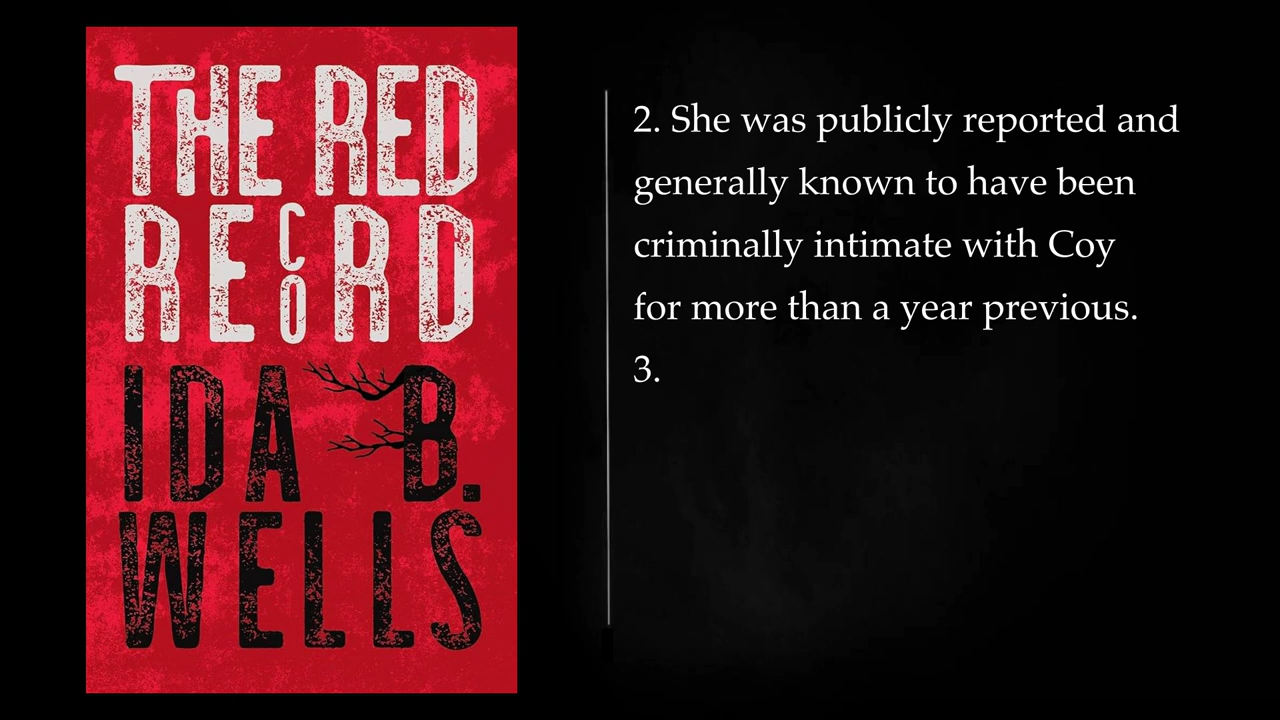 THE RED
RECORD
IDA B.
WELLS
2. She was publicly reported and
generally known to have been
criminally intimate with Coy
for more than a year previous.
3.